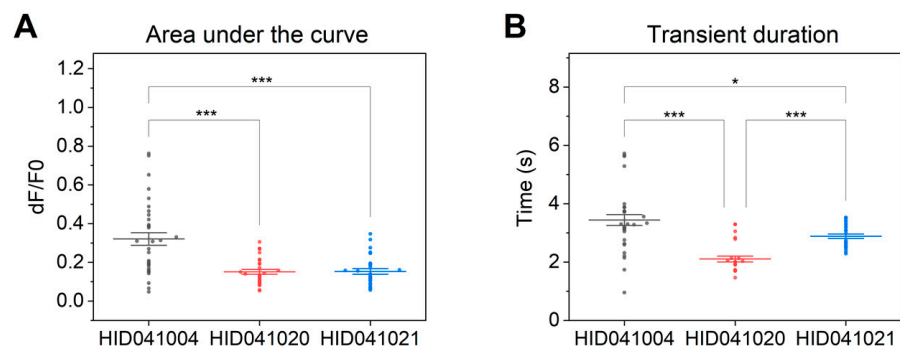 A
Area under the curve
dF/F0
1.2
1.0
0.8
0.6
0.4
0.2
0.0
***
***
HID041004 HID041020 HID041021
B
Transient duration
Time (s)
8
6
4
2
0
*
*** ***
HID041004 HID041020 HID041021